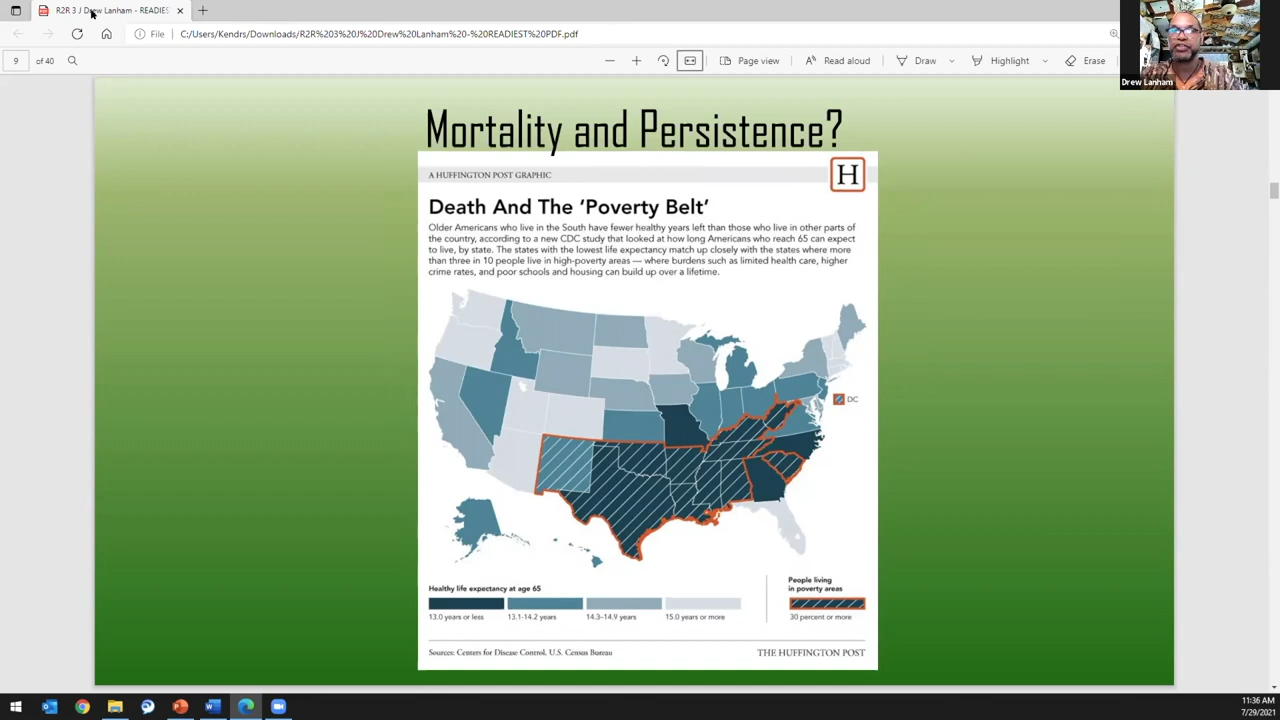 R2R 3 J Drew Lanham - READIES
File
C:/Users/Kendrs/Downloads/R2R%203%20J%20Drew%20Lanham%20-%20READIEST%20PDF.pdf
9 of 40
Page view
Read aloud
Draw
Highlight
Erase
Drew Lanham
Mortality and Persistence?
A HUFFINGTON POST GRAPHIC
H
Death And The ‘Poverty Belt’
Older Americans who live in the South have fewer healthy years left than those who live in other parts of
the country, according to a new CDC study that looked at how long Americans who reach 65 can expect
to live, by state. The states with the lowest life expectancy match up closely with the states where more
than three in 10 people live in high-poverty areas — where burdens such as limited health care, higher
crime rates, and poor schools and housing can build up over a lifetime.
DC
Healthy life expectancy at age 65
13.0 years or less
13.1-14.2 years
14.3–14.9 years
15.0 years or more
People living
in poverty areas
30 percent or more
Sources: Centers for Disease Control, U.S. Census Bureau
THE HUFFINGTON POST
11:36 AM
7/29/2021